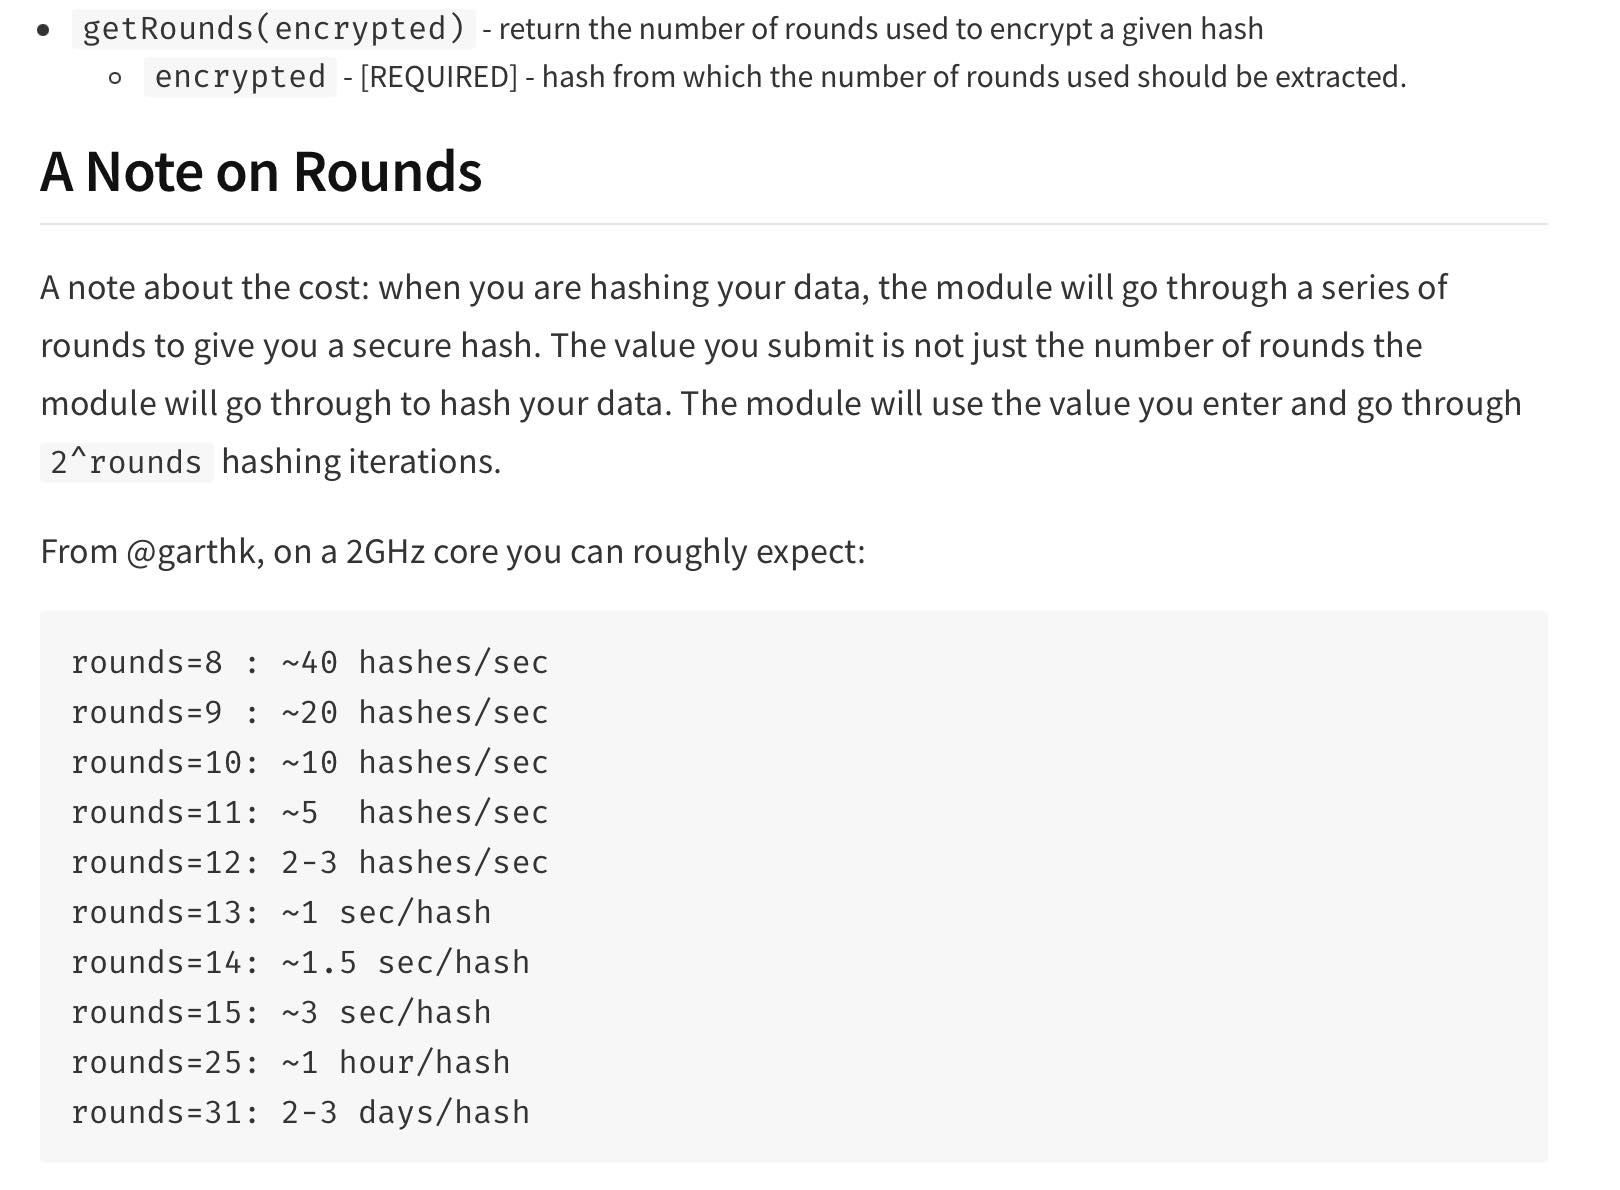 getRounds(encrypted) - return the number of rounds used to encrypt a given hash
encrypted - [REQUIRED] - hash from which the number of rounds used should be extracted.
A Note on Rounds
A note about the cost: when you are hashing your data, the module will go through a series of
rounds to give you a secure hash. The value you submit is not just the number of rounds the
module will go through to hash your data. The module will use the value you enter and go through
2^rounds hashing iterations.
From @garthk, on a 2GHz core you can roughly expect:
rounds=8 : ~40 hashes/sec
rounds=9 : ~20 hashes/sec
rounds=10: ~10 hashes/sec
rounds=11: ~5  hashes/sec
rounds=12: 2-3 hashes/sec
rounds=13: ~1 sec/hash
rounds=14: ~1.5 sec/hash
rounds=15: ~3 sec/hash
rounds=25: ~1 hour/hash
rounds=31: 2-3 days/hash